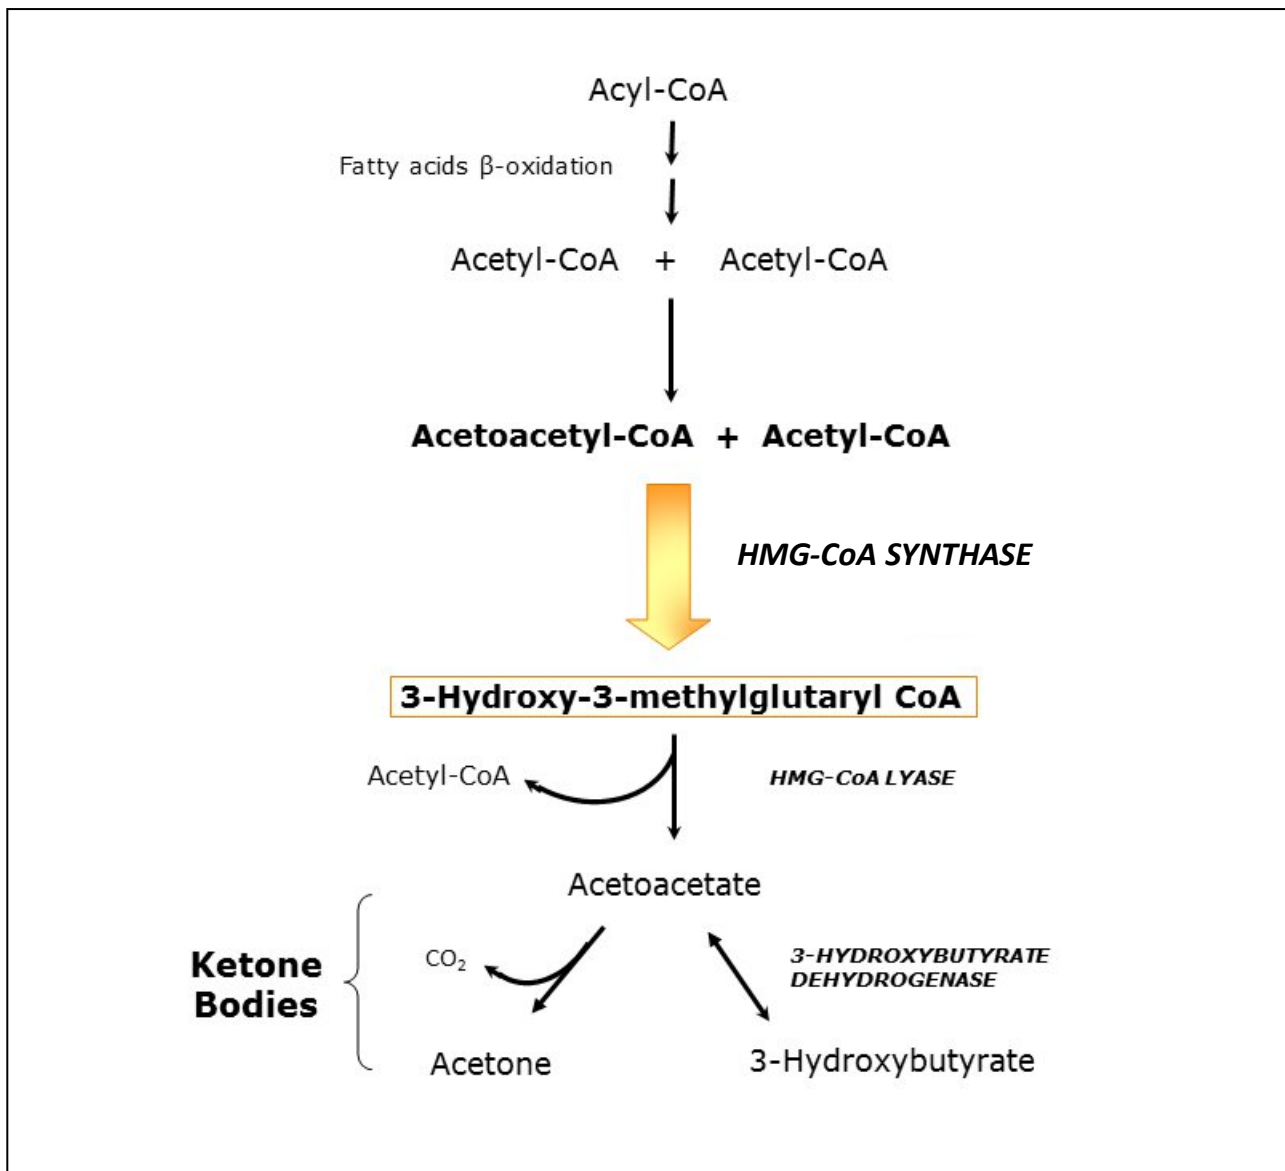 Acyl-CoA
Fatty acids β-oxidation
Acetyl-CoA + Acetyl-CoA
Acetoacetyl-CoA + Acetyl-CoA
HMG-CoA SYNTHASE
3-Hydroxy-3-methylglutaryl CoA
Acetyl-CoA
HMG-CoA LYASE
Acetoacetate
Ketone
Bodies
CO₂
3-HYDROXYBUTYRATE
DEHYDROGENASE
Acetone
3-Hydroxybutyrate